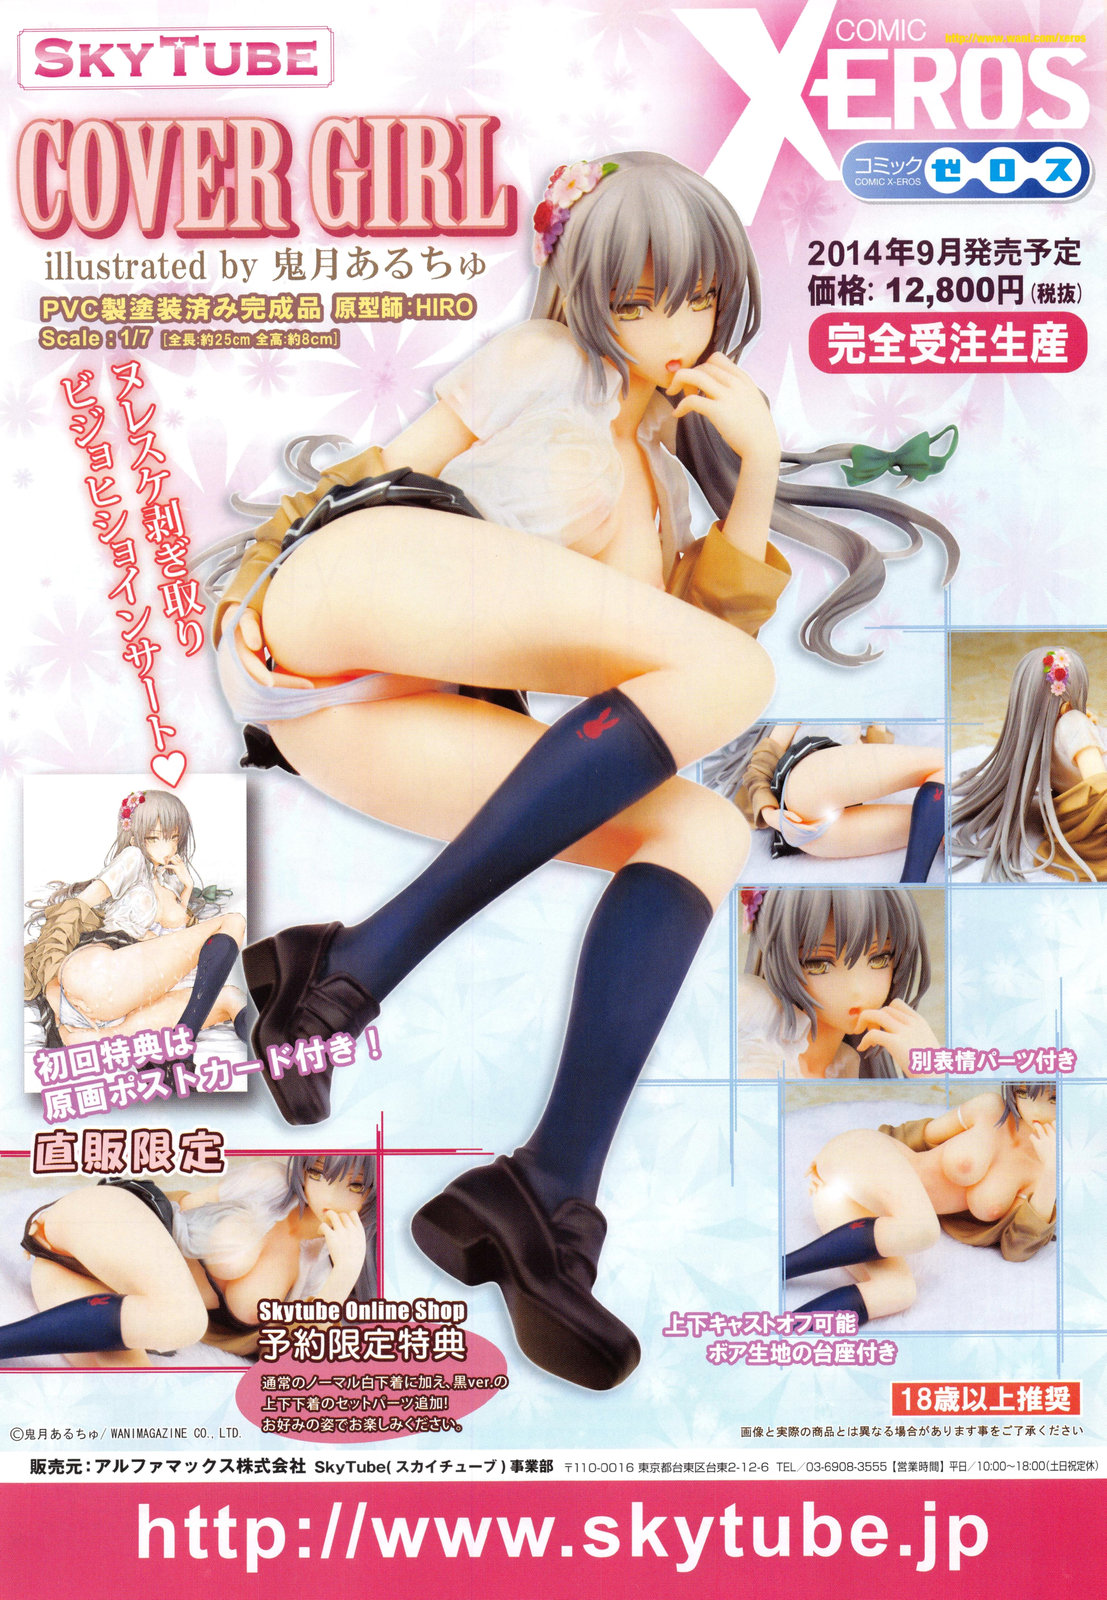 SKYTUBE
COMIC
X-EROS
http://www.wani.com/xeros
コミック
COMIC X-EROS
ゼロス
COVER GIRL
illustrated by 鬼月あるちゅ
PVC製塗装済み完成品 原型師:HIRO
Scale : 1/7 [全長:約25cm 全高:約8cm]
2014年9月発売予定
価格: 12,800円(税抜)
完全受注生産
ヌレスケ剥ぎ取り
ビジョヒショインサート♥
初回特典は
原画ポストカード付き!
直販限定
別表情パーツ付き
Skytube Online Shop
予約限定特典
通常のノーマル白下着に加え、黒ver.の
上下下着のセットパーツ追加!
お好みの姿でお楽しみください。
上下キャストオフ可能
ボア生地の台座付き
18歳以上推奨
©鬼月あるちゅ/ WANIMAGAZINE CO., LTD.
画像と実際の商品とは異なる場合があります事をご了承ください
販売元:アルファマックス株式会社 SkyTube(スカイチューブ)事業部 〒110-0016 東京都台東区台東2-12-6 TEL/03-6908-3555【営業時間】平日/10:00～18:00(土日祝定休)
http://www.skytube.jp